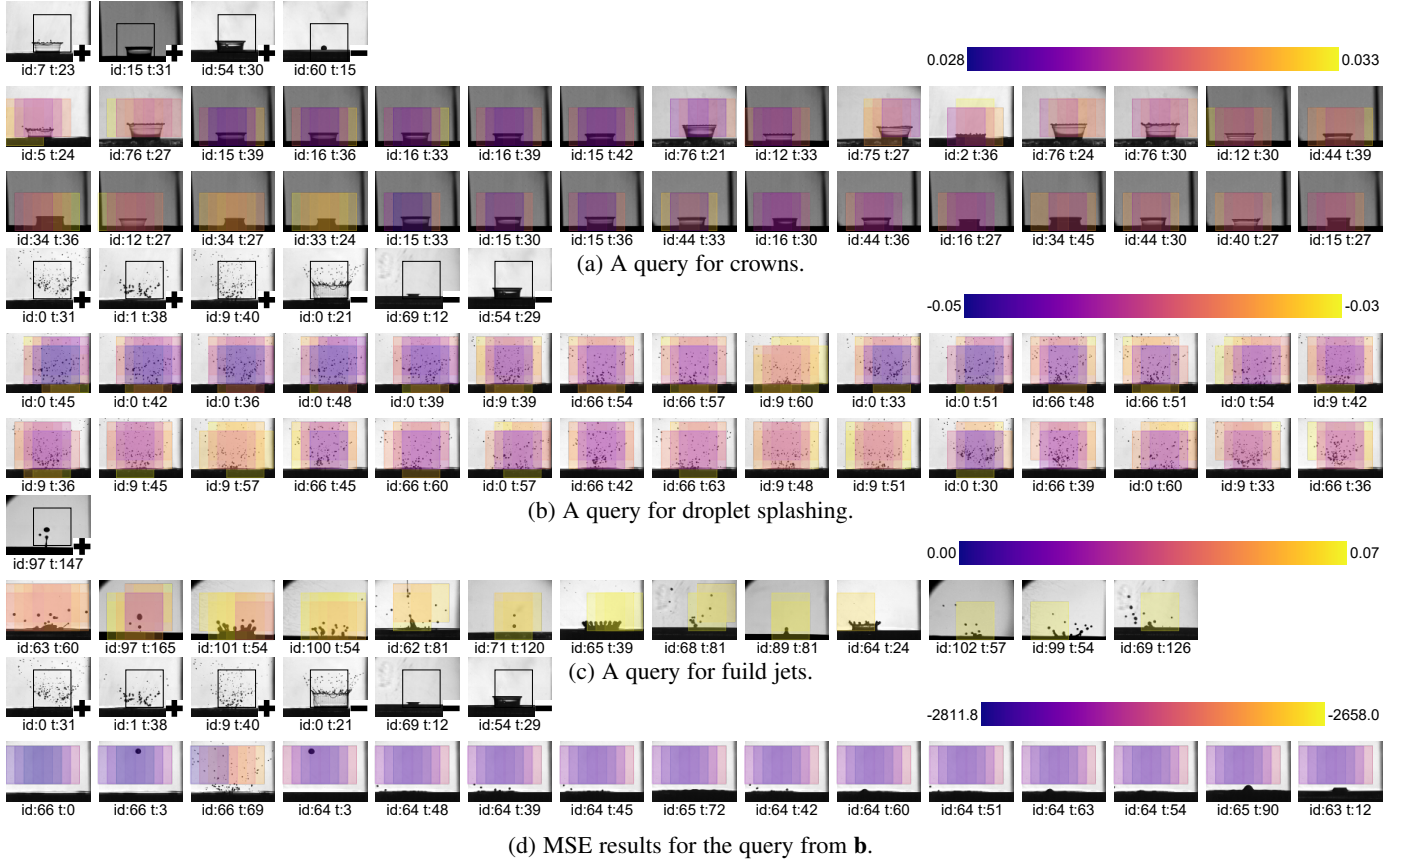 id:7 t:23 id:15 t:31 id:54 t:30 id:60 t:15
0.028 0.033
id:5 t:24 id:76 t:27 id:15 t:39 id:16 t:36 id:16 t:33 id:16 t:39 id:15 t:42 id:76 t:21 id:12 t:33 id:75 t:27 id:2 t:36 id:76 t:24 id:76 t:30 id:12 t:30 id:44 t:39
id:34 t:36 id:12 t:27 id:34 t:27 id:33 t:24 id:15 t:33 id:15 t:30 id:15 t:36 id:44 t:33 id:16 t:30 id:44 t:36 id:16 t:27 id:34 t:45 id:44 t:30 id:40 t:27 id:15 t:27
(a) A query for crowns.
id:0 t:31 id:1 t:38 id:9 t:40 id:0 t:21 id:69 t:12 id:54 t:29
-0.05 -0.03
id:0 t:45 id:0 t:42 id:0 t:36 id:0 t:48 id:0 t:39 id:9 t:39 id:66 t:54 id:66 t:57 id:9 t:60 id:0 t:33 id:0 t:51 id:66 t:48 id:66 t:51 id:0 t:54 id:9 t:42
id:9 t:36 id:9 t:45 id:9 t:57 id:66 t:45 id:66 t:60 id:0 t:57 id:66 t:42 id:66 t:63 id:9 t:48 id:9 t:51 id:0 t:30 id:66 t:39 id:0 t:60 id:9 t:33 id:66 t:36
(b) A query for droplet splashing.
id:97 t:147
0.00 0.07
id:63 t:60 id:97 t:165 id:101 t:54 id:100 t:54 id:62 t:81 id:71 t:120 id:65 t:39 id:68 t:81 id:89 t:81 id:64 t:24 id:102 t:57 id:99 t:54 id:69 t:126
(c) A query for fuild jets.
id:0 t:31 id:1 t:38 id:9 t:40 id:0 t:21 id:69 t:12 id:54 t:29
-2811.8 -2658.0
id:66 t:0 id:66 t:3 id:66 t:69 id:64 t:3 id:64 t:48 id:64 t:39 id:64 t:45 id:65 t:72 id:64 t:42 id:64 t:60 id:64 t:51 id:64 t:63 id:64 t:54 id:65 t:90 id:63 t:12
(d) MSE results for the query from b.